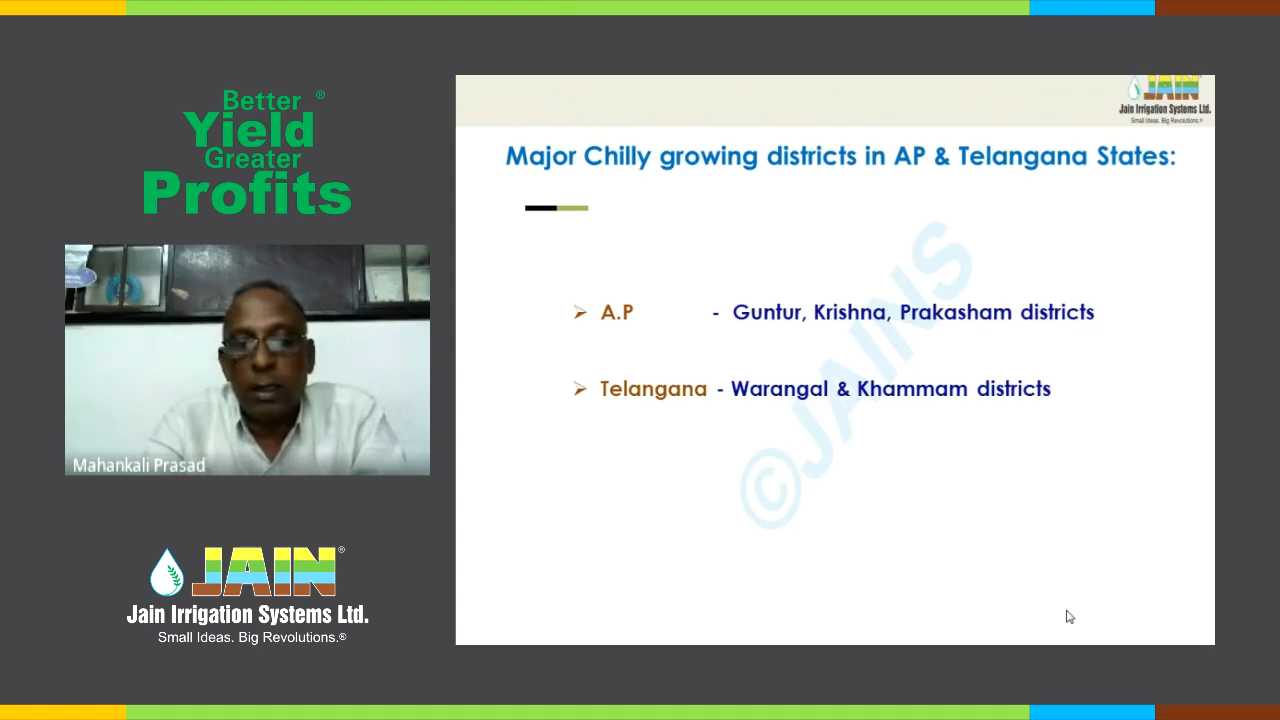 Better ®
Yield
Greater
Profits
Mahankali Prasad
JAIN®
Jain Irrigation Systems Ltd.
Small Ideas. Big Revolutions.®
JAIN
Jain Irrigation Systems Ltd.
Small Ideas. Big Revolutions.®
Major Chilly growing districts in AP & Telangana States:
➢ A.P - Guntur, Krishna, Prakasham districts
➢ Telangana - Warangal & Khammam districts
©JAINS